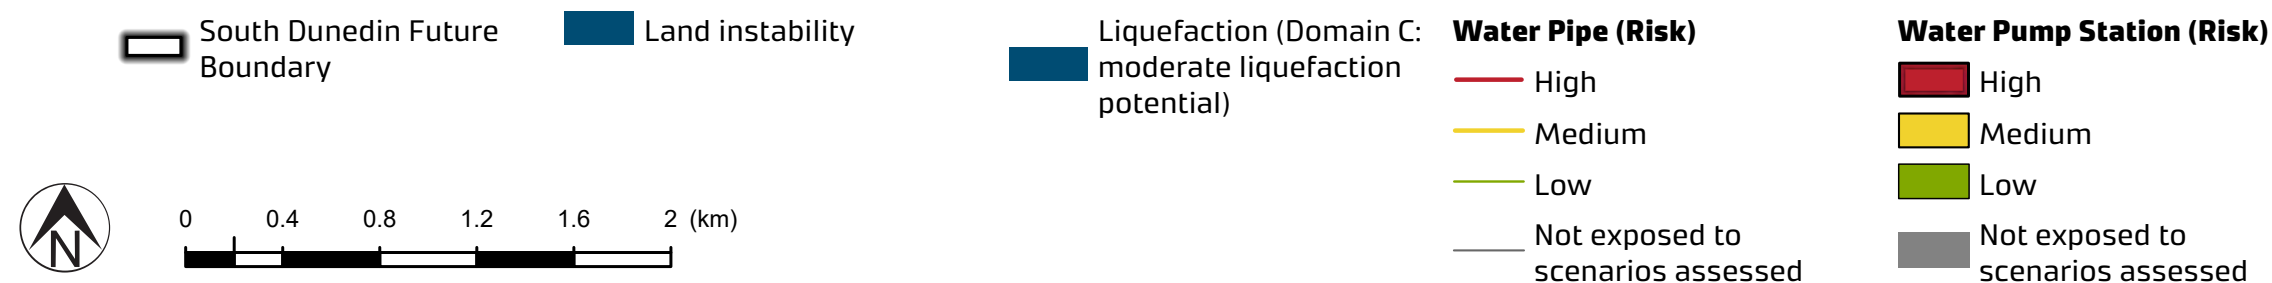 South Dunedin Future
Boundary
Land instability
Liquefaction (Domain C:
moderate liquefaction
potential)
Water Pipe (Risk)
High
Medium
Low
Not exposed to
scenarios assessed
Water Pump Station (Risk)
High
Medium
Low
Not exposed to
scenarios assessed
N
0 0.4 0.8 1.2 1.6 2 (km)